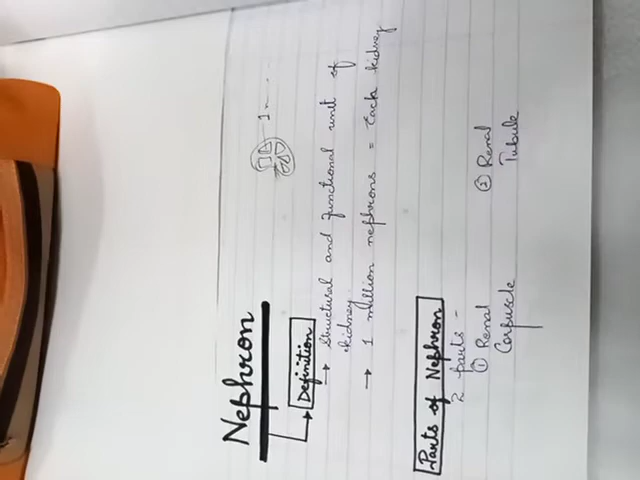 Nephron
Definition
→ Structural and functional unit of
kidney.
→ 1 million nephrons = Each kidney
Parts of Nephron
2 parts -
① Renal ② Renal
Corpuscle Tubule